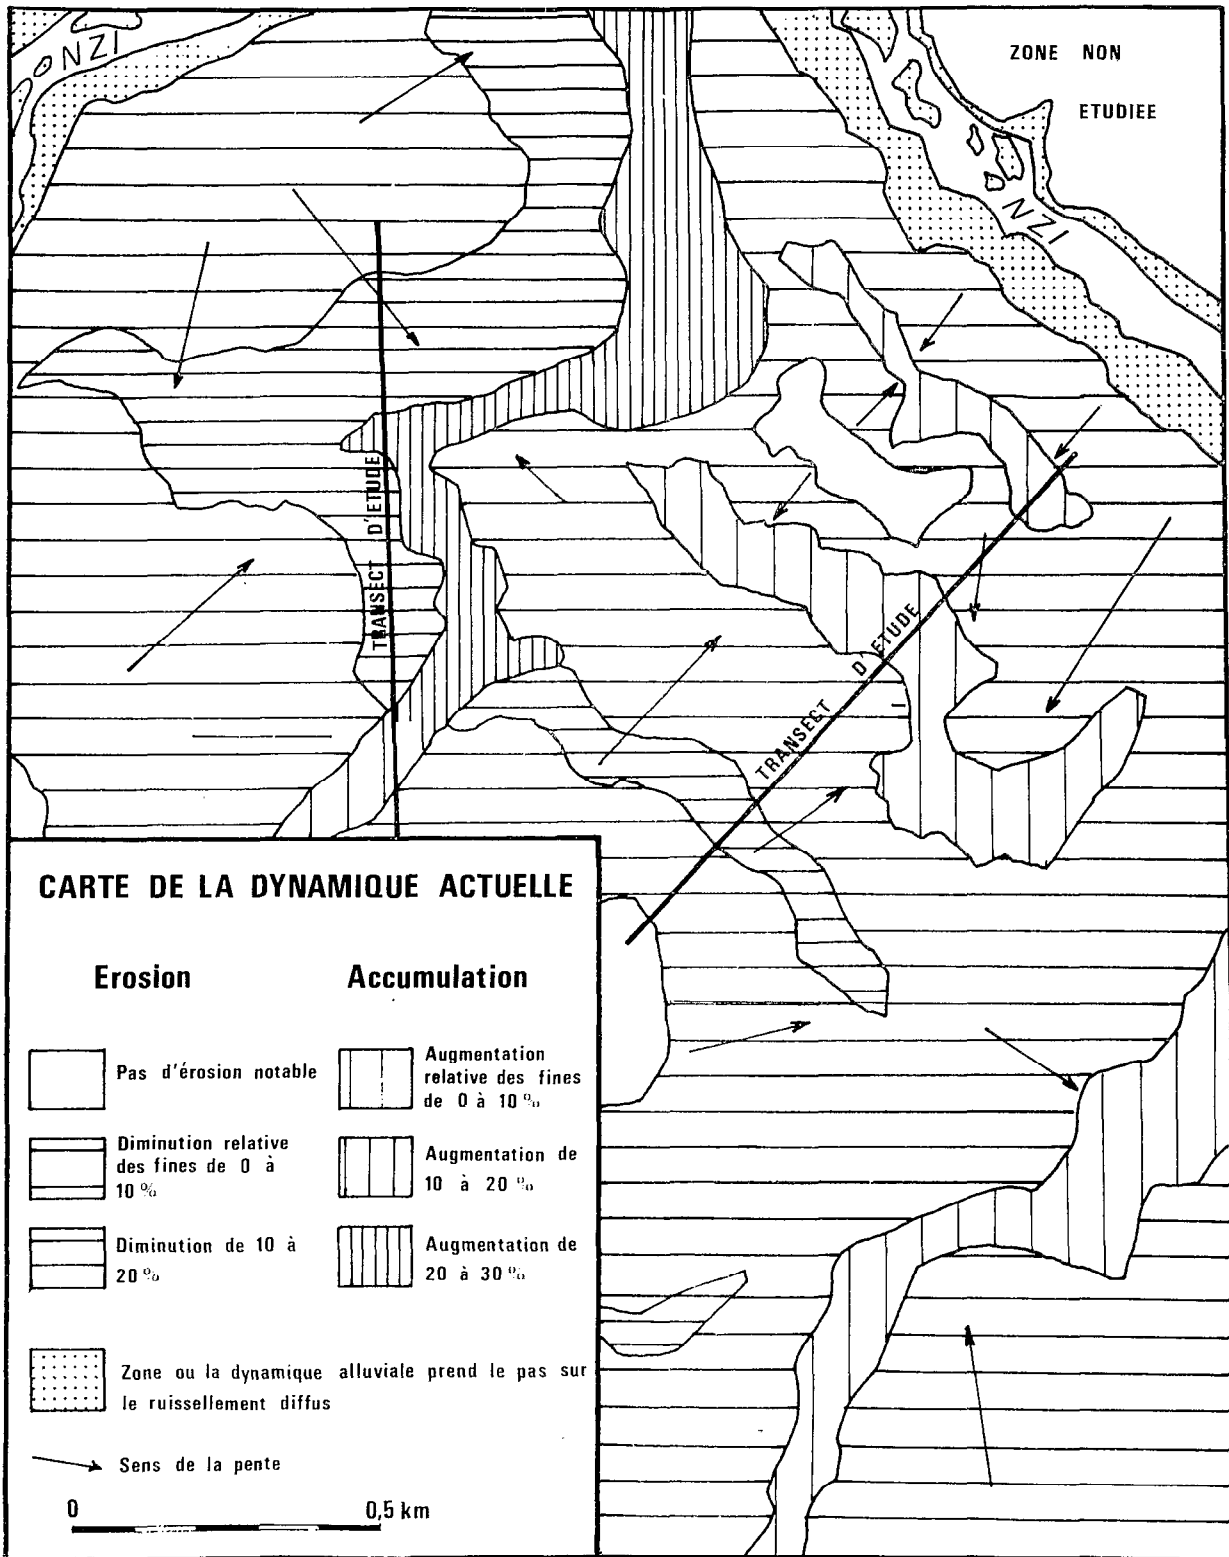 NZI
ZONE NON
ETUDIEE
NZI
TRANSECT D'ETUDE
TRANSECT D'ETUDE
CARTE DE LA DYNAMIQUE ACTUELLE
Erosion
Accumulation
Pas d'érosion notable
Augmentation
relative des fines
de 0 à 10%
Diminution relative
des fines de 0 à
10%
Augmentation de
10 à 20%
Diminution de 10 à
20%
Augmentation de
20 à 30%
Zone ou la dynamique alluviale prend le pas sur
le ruissellement diffus
Sens de la pente
0 0,5 km